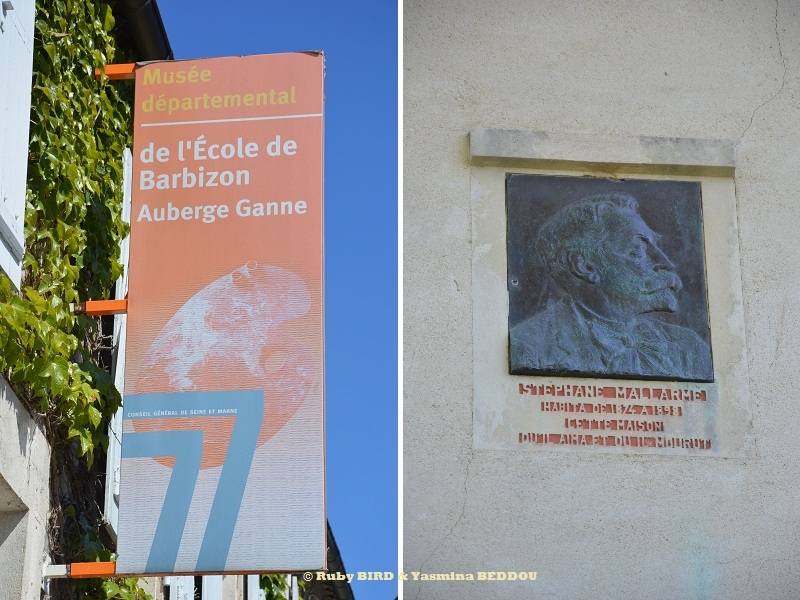 Musée
départemental
de l'École de
Barbizon
Auberge Ganne
CONSEIL GÉNÉRAL DE SEINE ET MARNE
77
STÉPHANE MALLARMÉ
HABITA DE 1874 A 1898
CETTE MAISON
QU'IL AIMA ET OU IL MOURUT
© Ruby BIRD & Yasmina BEDDOU